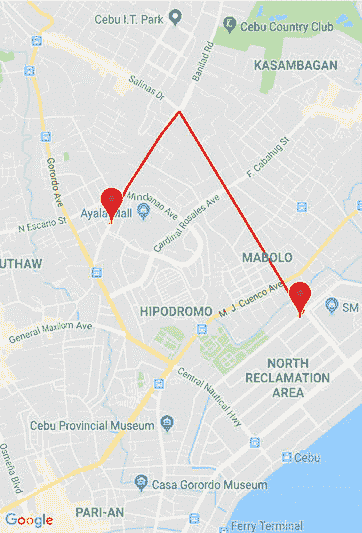 Cebu I.T. Park
Cebu Country Club
Banilad Rd
KASAMBAGAN
Salinas Dr
F Cabahug St
Gorordo Ave
Mindanao Ave
Ayala Mall
N Escario St
Cardinal Rosales Ave
UTHAW
MABOLO
M. J. Cuenco Ave
HIPODROMO
SM
General Maxilom Ave
NORTH
RECLAMATION
AREA
Central Nautical Hwy
Cebu Provincial Museum
Osmeña Blvd
Cebu
Casa Gorordo Museum
PARI-AN
Google
Ferry Terminal